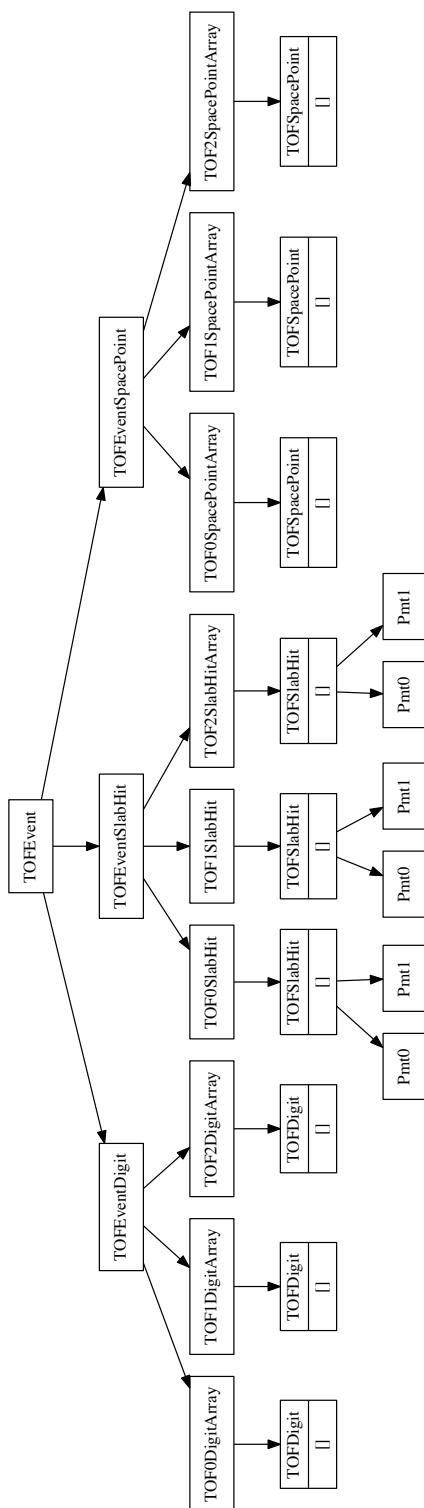 TOFEvent
TOFEventDigit
TOFEventSlabHit
TOFEventSpacePoint
TOF0DigitArray
TOF1DigitArray
TOF2DigitArray
TOF0SlabHit
TOF1SlabHit
TOF2SlabHitArray
TOF0SpacePointArray
TOF1SpacePointArray
TOF2SpacePointArray
TOFDigit
[]
TOFDigit
[]
TOFDigit
[]
TOFSlabHit
[]
TOFSlabHit
[]
TOFSlabHit
[]
TOFSpacePoint
[]
TOFSpacePoint
[]
TOFSpacePoint
[]
Pmt0
Pmt1
Pmt0
Pmt1
Pmt0
Pmt1